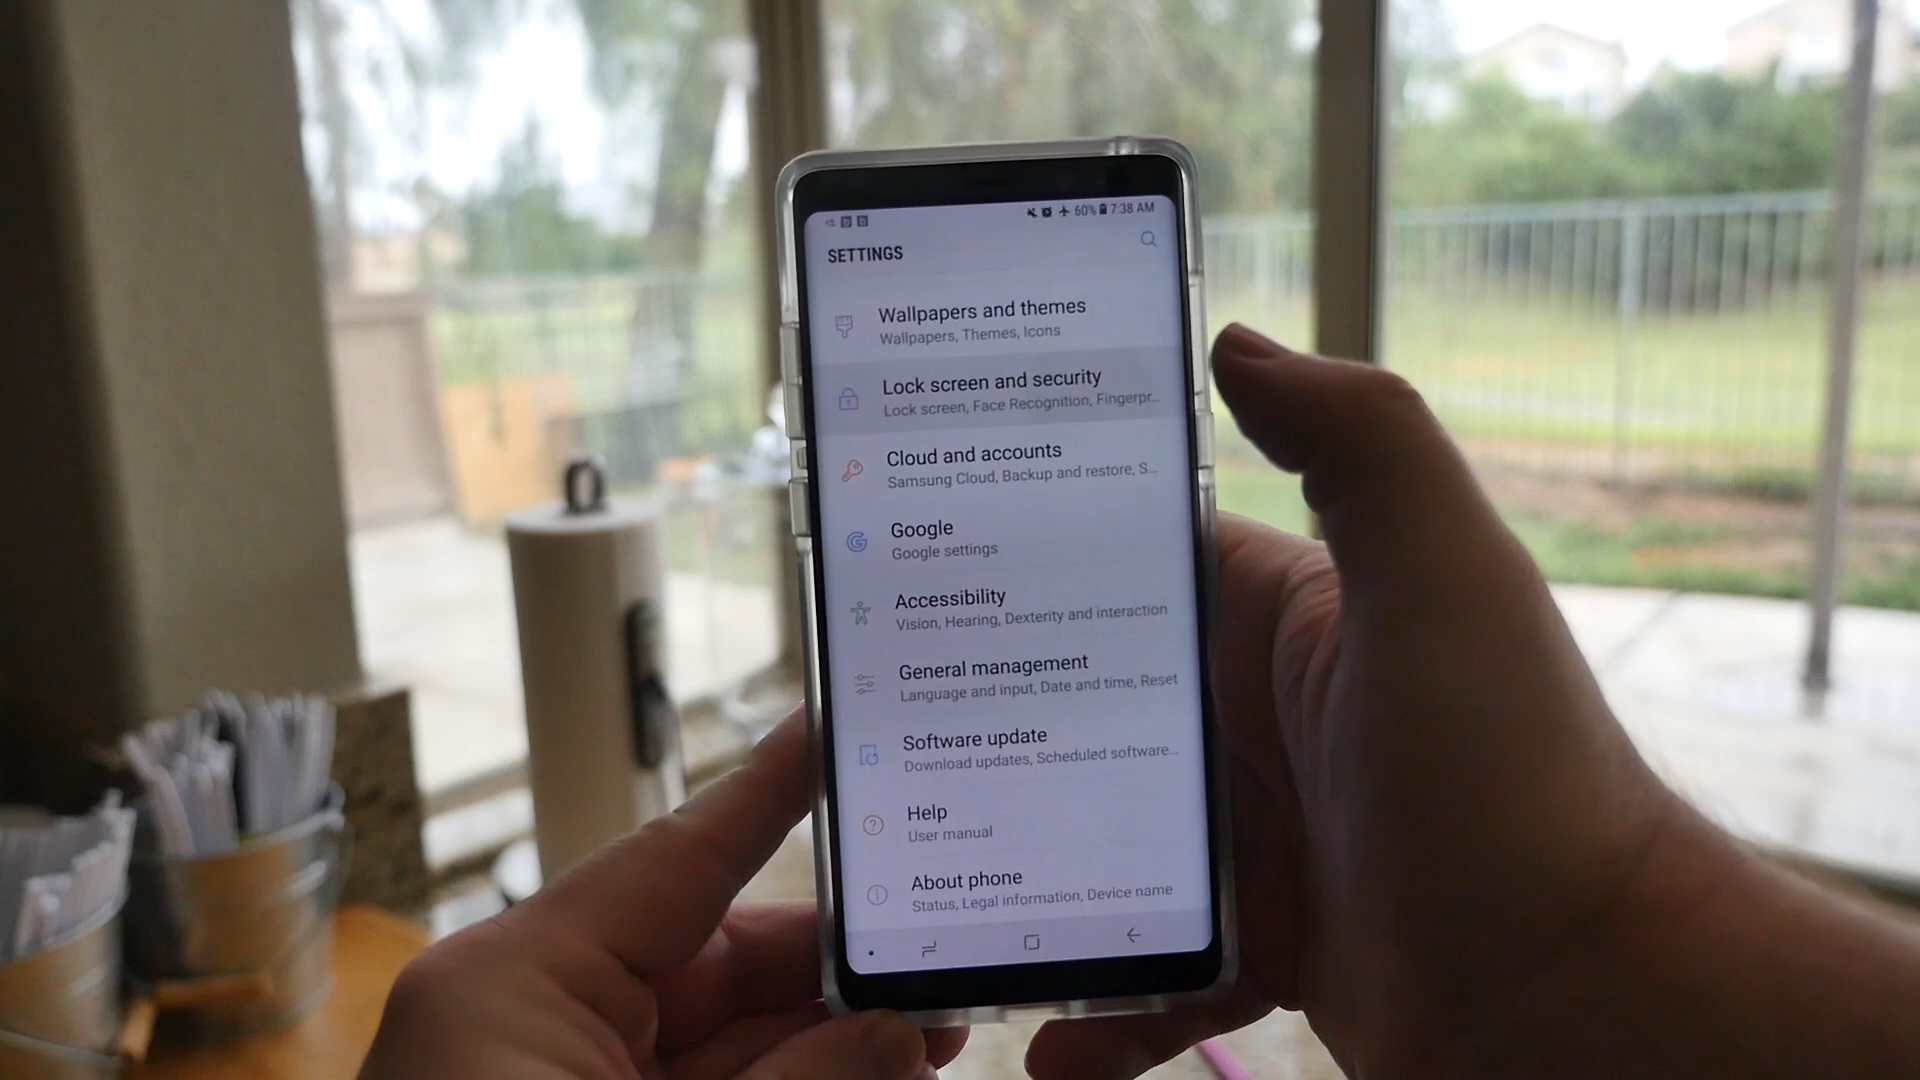 60% 7:38 AM
SETTINGS
Wallpapers and themes
Wallpapers, Themes, Icons
Lock screen and security
Lock screen, Face Recognition, Fingerpr...
Cloud and accounts
Samsung Cloud, Backup and restore, S...
Google
Google settings
Accessibility
Vision, Hearing, Dexterity and interaction
General management
Language and input, Date and time, Reset
Software update
Download updates, Scheduled software...
Help
User manual
About phone
Status, Legal information, Device name